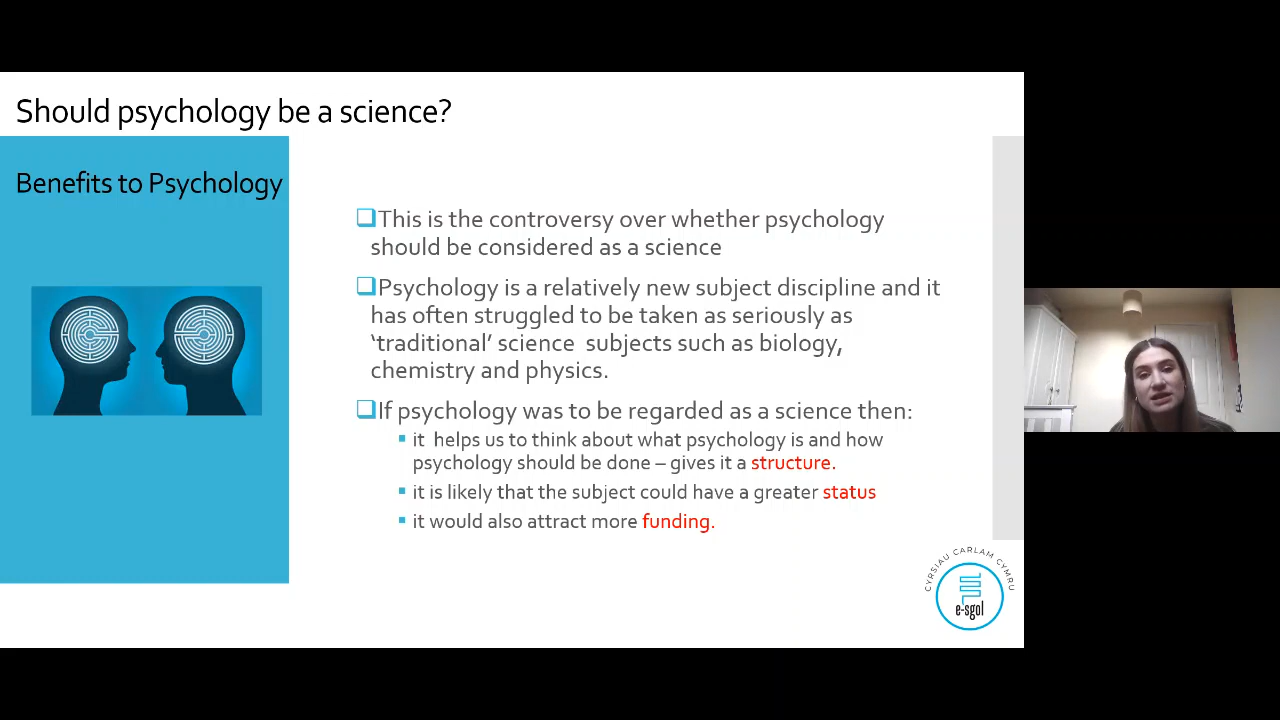 Should psychology be a science?
Benefits to Psychology
This is the controversy over whether psychology
should be considered as a science
Psychology is a relatively new subject discipline and it
has often struggled to be taken as seriously as
‘traditional’ science subjects such as biology,
chemistry and physics.
If psychology was to be regarded as a science then:
it helps us to think about what psychology is and how
psychology should be done – gives it a structure.
it is likely that the subject could have a greater status
it would also attract more funding.
CYRSIAU CARLAM CYMRU
e-sgol